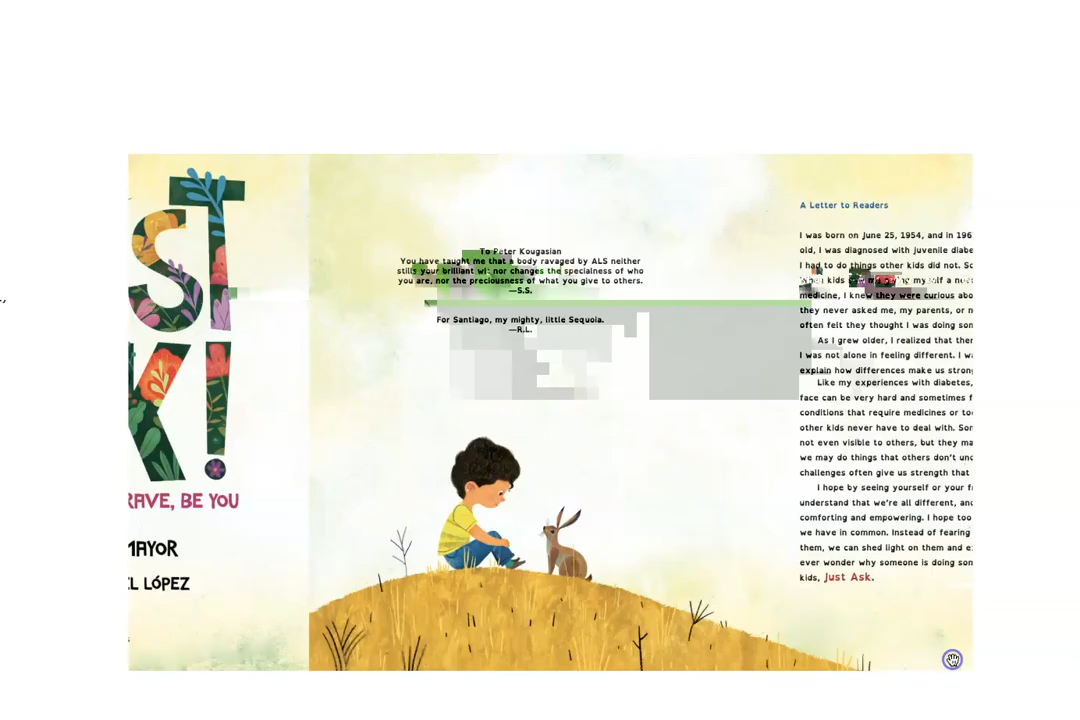 ST
K!
RAVE, BE YOU
MAYOR
EL LÓPEZ
To Peter Kougasian
You have taught me that a body ravaged by ALS neither
stills your brilliant wit nor changes the specialness of who
you are, nor the preciousness of what you give to others.
—S.S.
For Santiago, my mighty, little Sequoia.
—R.L.
A Letter to Readers
I was born on June 25, 1954, and in 196
old, I was diagnosed with juvenile diabe
I had to do things other kids did not. So
kids myself a
medicine, I knew they were curious abo
they never asked me, my parents, or n
often felt they thought I was doing son
As I grew older, I realized that ther
I was not alone in feeling different. I wa
explain how differences make us strong
Like my experiences with diabetes,
face can be very hard and sometimes f
conditions that require medicines or too
other kids never have to deal with. Son
not even visible to others, but they ma
we may do things that others don't unc
challenges often give us strength that
I hope by seeing yourself or your fr
understand that we're all different, and
comforting and empowering. I hope too
we have in common. Instead of fearing
them, we can shed light on them and e
ever wonder why someone is doing son
kids, Just Ask.